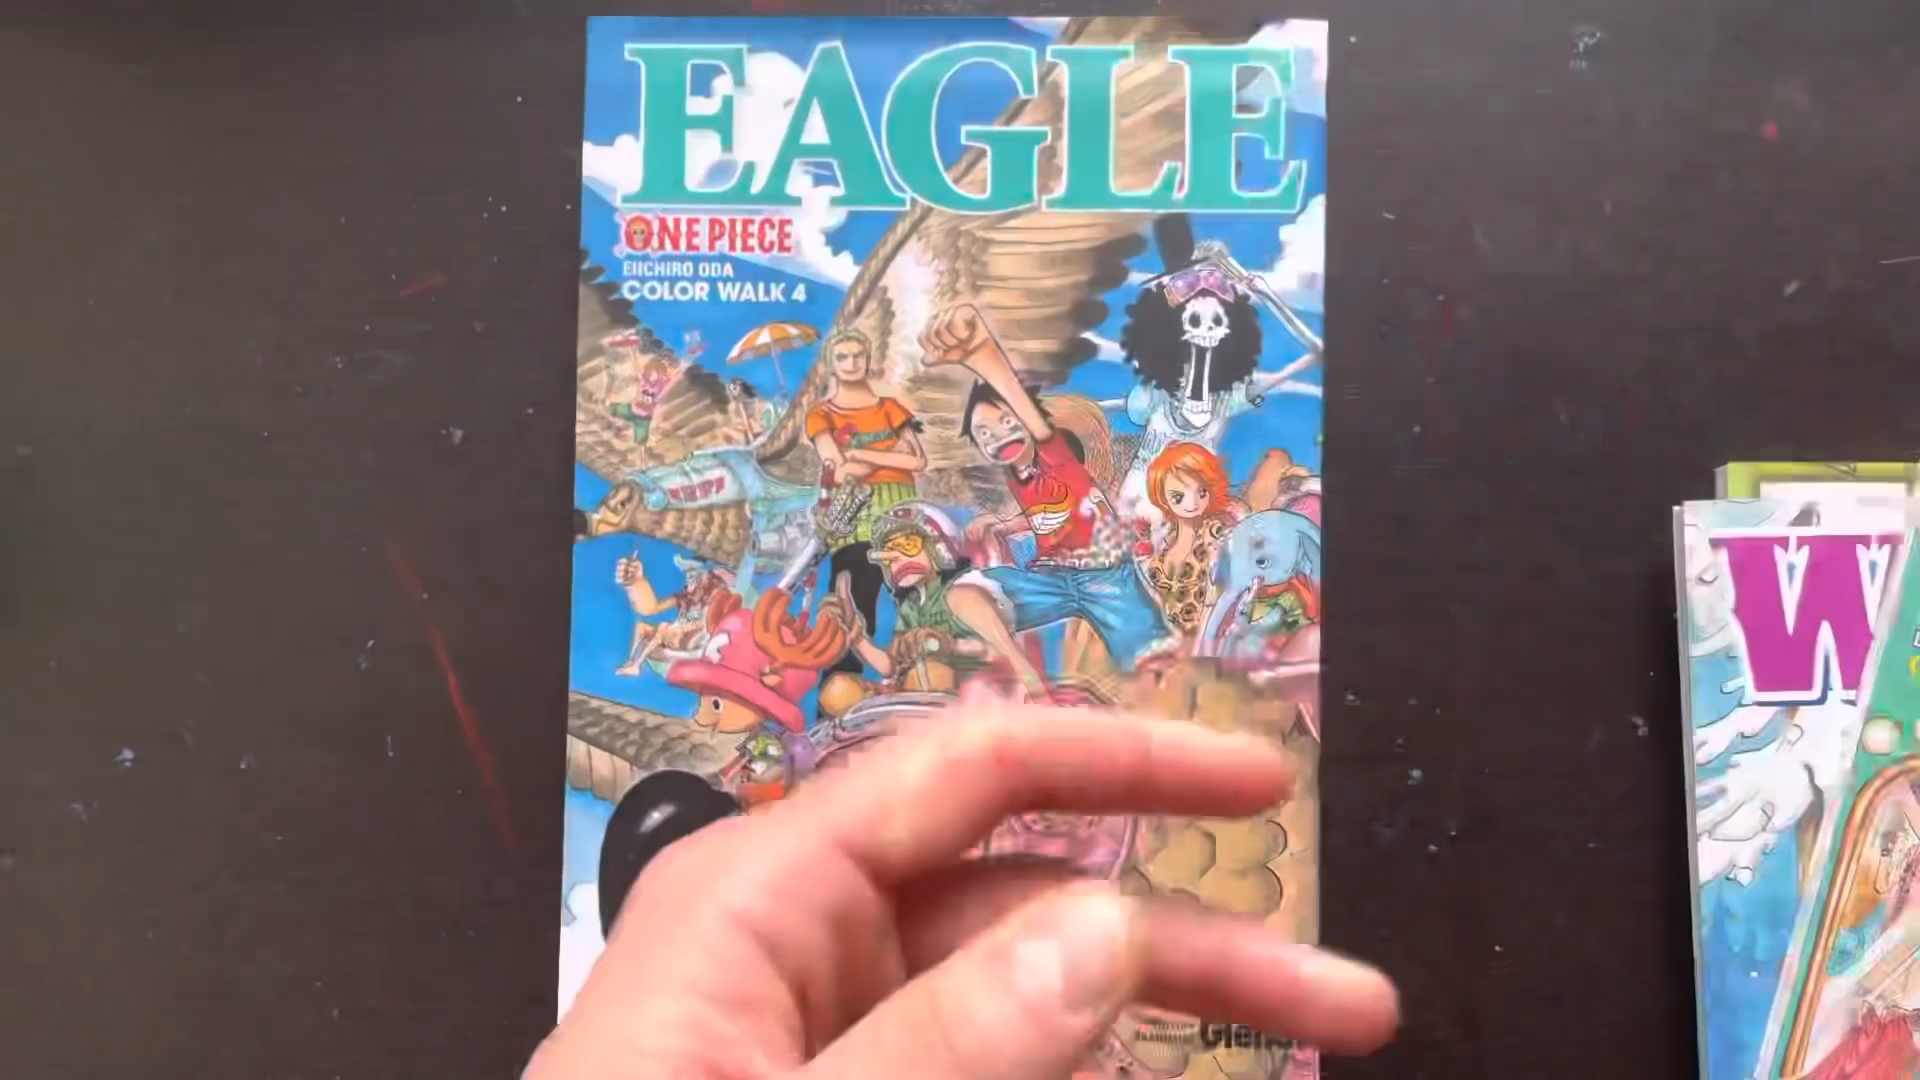 EAGLE
ONE PIECE
EIICHIRO ODA
COLOR WALK 4
W